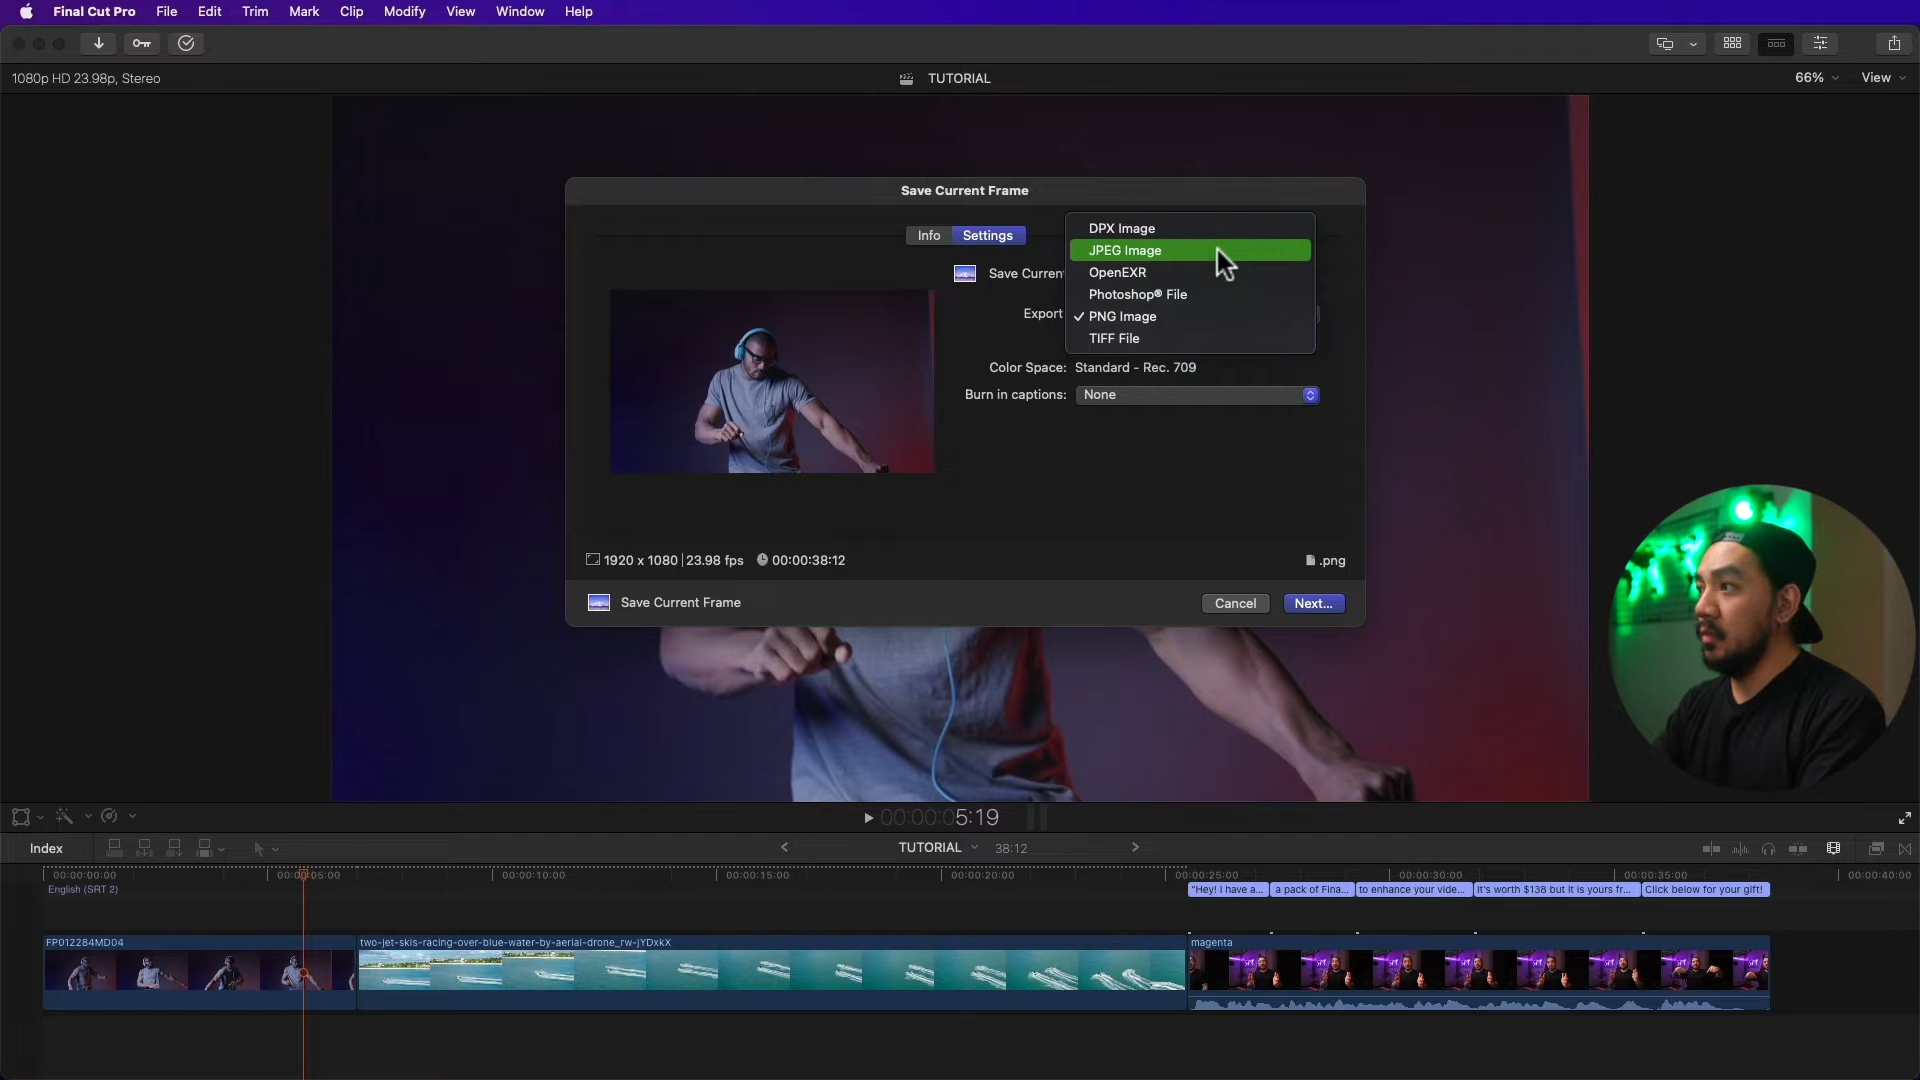 Final Cut Pro File Edit Trim Mark Clip Modify View Window Help
1080p HD 23.98p, Stereo
TUTORIAL
66%
View
Save Current Frame
Info
Settings
DPX Image
JPEG Image
OpenEXR
Photoshop® File
✓ PNG Image
TIFF File
Save Curren
Export
Color Space: Standard - Rec. 709
Burn in captions: None
1920 x 1080 | 23.98 fps
00:00:38:12
.png
Save Current Frame
Cancel
Next...
00:00:05:19
Index
TUTORIAL
38:12
00:00:00:00
00:00:05:00
00:00:10:00
00:00:15:00
00:00:20:00
00:00:25:00
00:00:30:00
00:00:35:00
00:00:40:00
English (SRT 2)
"Hey! I have a...
a pack of Fina...
to enhance your vide...
It's worth $138 but it is yours fr...
Click below for your gift!
FP012284MD04
two-jet-skis-racing-over-blue-water-by-aerial-drone_rw-jYDxkX
magenta